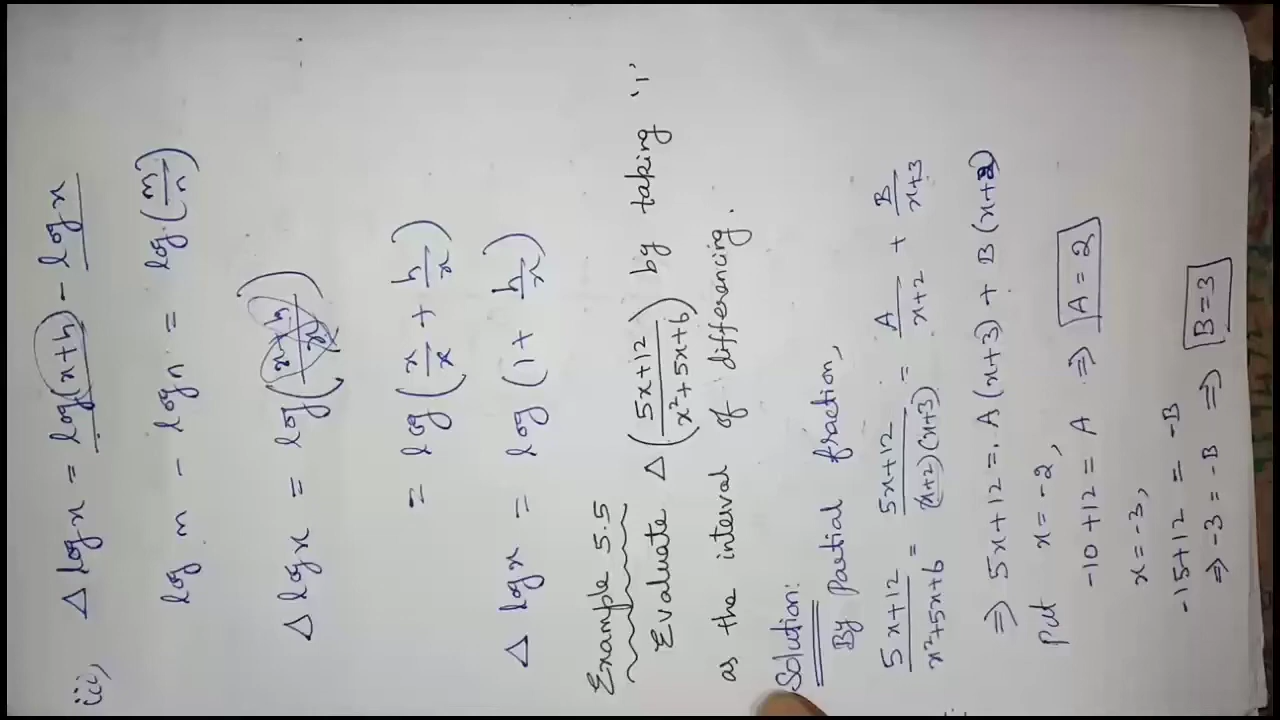 iii, Δ log x = log(x+h) - log x
log m - log n = log (m/n)
Δ log x = log ((x+h)/x)
= log (x/x + h/x)
Δ log x = log (1 + h/x)
Example 5.5
Evaluate Δ ((5x+12)/(x²+5x+6)) by taking '1'
as the interval of differencing.
Solution:
By Partial fraction,
(5x+12)/(x²+5x+6) = (5x+12)/((x+2)(x+3)) = A/(x+2) + B/(x+3)
⇒ 5x+12 = A(x+3) + B(x+2)
Put x = -2,
-10+12 = A ⇒ A = 2
x = -3,
-15+12 = -B
⇒ -3 = -B ⇒ B = 3